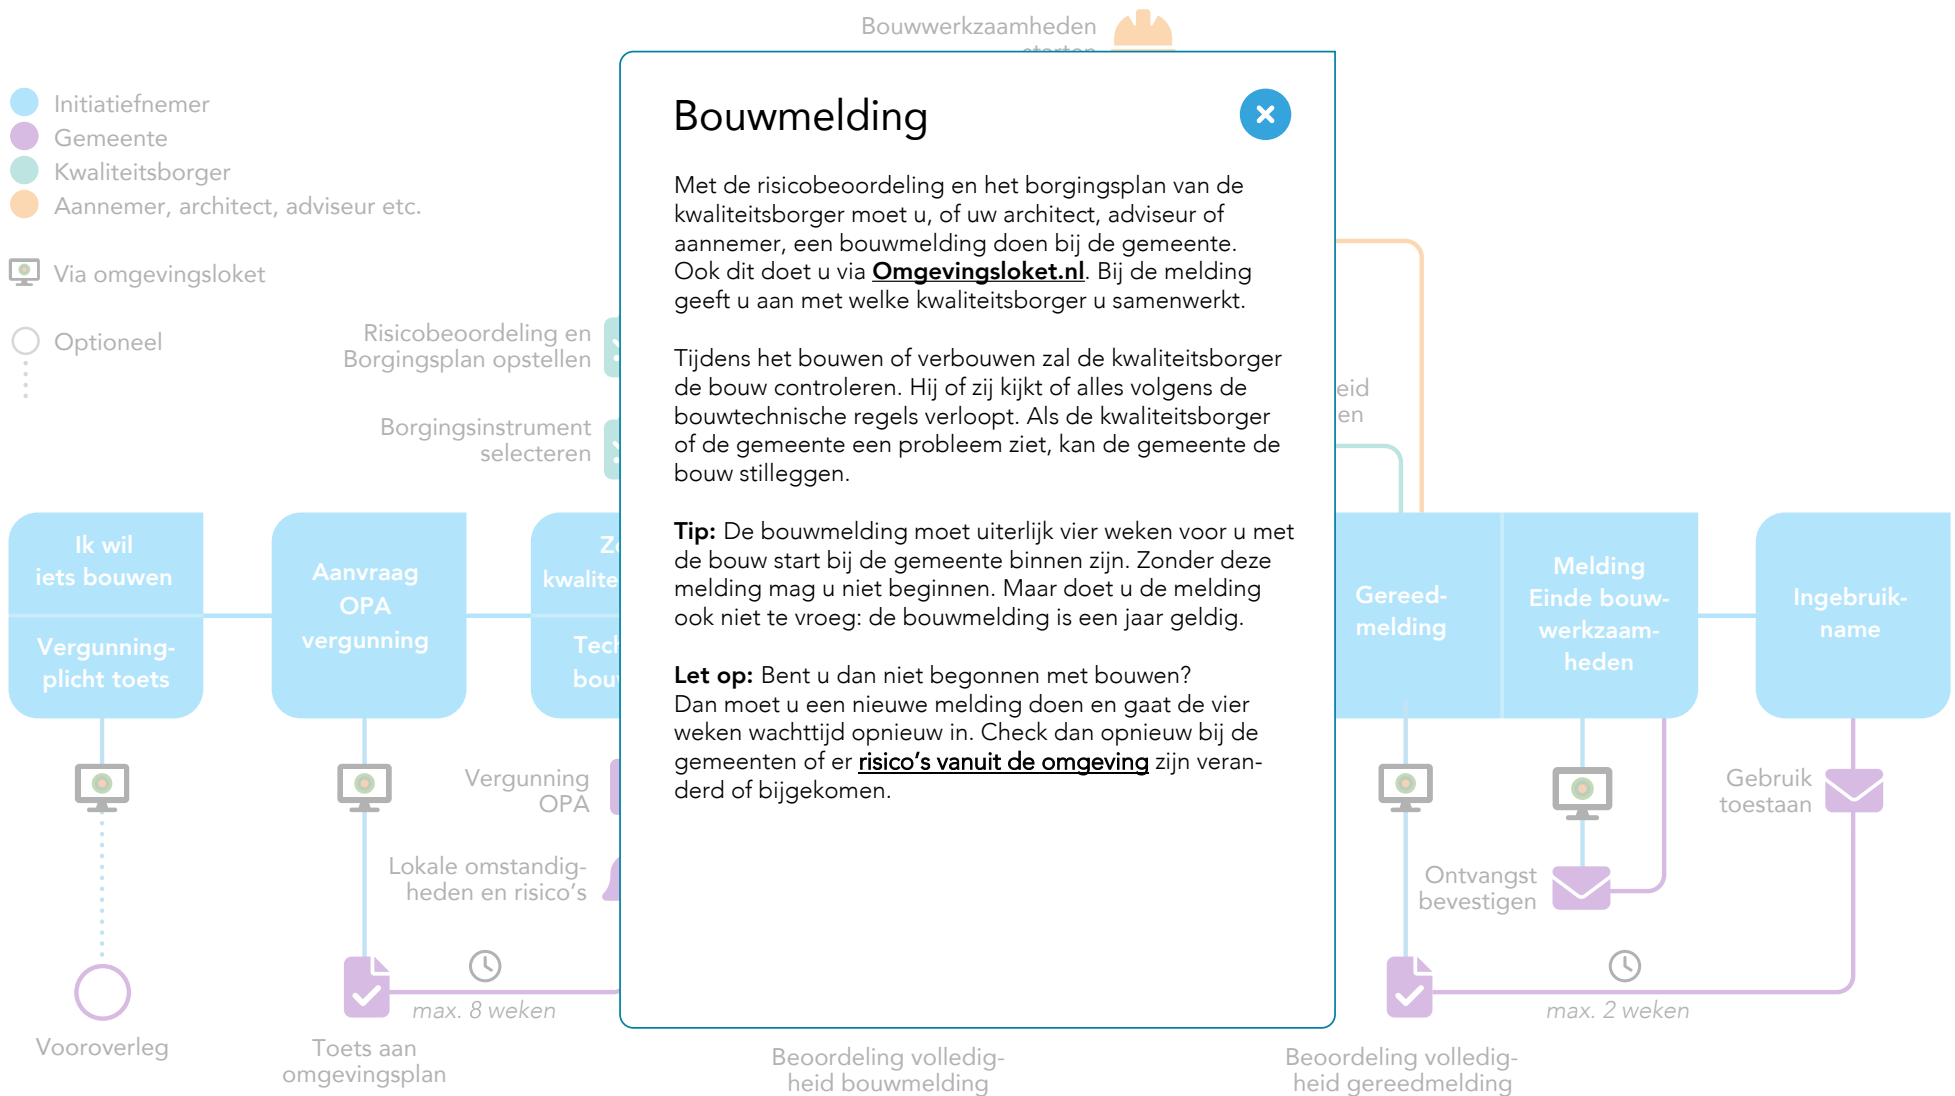 Bouwwerkzaamheden
starten
Initiatiefnemer
Gemeente
Kwaliteitsborger
Aannemer, architect, adviseur etc.
Via omgevingsloket
Optioneel
Risicobeoordeling en
Borgingsplan opstellen
Borgingsinstrument
selecteren
Ik wil
iets bouwen
Vergunning-
plicht toets
Aanvraag
OPA
vergunning
Vergunning
OPA
Lokale omstandig-
heden en risico's
max. 8 weken
Vooroverleg
Toets aan
omgevingsplan
Bouwmelding
Met de risicobeoordeling en het borgingsplan van de
kwaliteitsborger moet u, of uw architect, adviseur of
aannemer, een bouwmelding doen bij de gemeente.
Ook dit doet u via Omgevingsloket.nl. Bij de melding
geeft u aan met welke kwaliteitsborger u samenwerkt.
Tijdens het bouwen of verbouwen zal de kwaliteitsborger
de bouw controleren. Hij of zij kijkt of alles volgens de
bouwtechnische regels verloopt. Als de kwaliteitsborger
of de gemeente een probleem ziet, kan de gemeente de
bouw stilleggen.
Tip: De bouwmelding moet uiterlijk vier weken voor u met
de bouw start bij de gemeente binnen zijn. Zonder deze
melding mag u niet beginnen. Maar doet u de melding
ook niet te vroeg: de bouwmelding is een jaar geldig.
Let op: Bent u dan niet begonnen met bouwen?
Dan moet u een nieuwe melding doen en gaat de vier
weken wachttijd opnieuw in. Check dan opnieuw bij de
gemeenten of er risico's vanuit de omgeving zijn veran-
derd of bijgekomen.
Beoordeling volledig-
heid bouwmelding
eid
en
Gereed-
melding
Melding
Einde bouw-
werkzaam-
heden
Ingebruik-
name
Gebruik
toestaan
Ontvangst
bevestigen
max. 2 weken
Beoordeling volledig-
heid gereedmelding